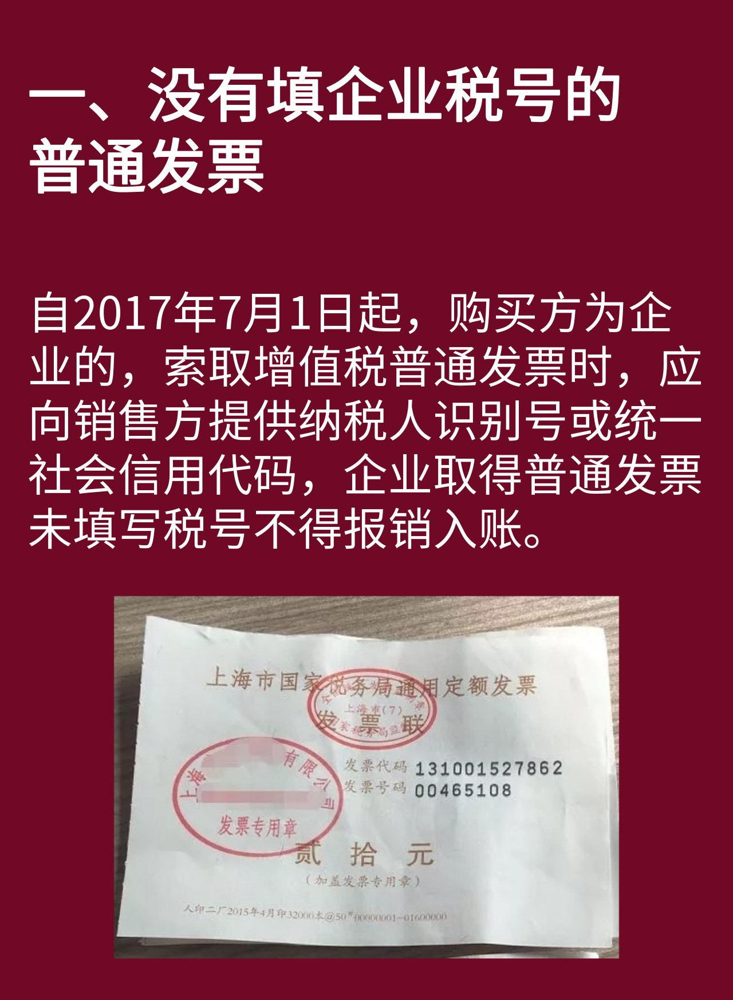 一、没有填企业税号的
普通发票
自2017年7月1日起，购买方为企
业的，索取增值税普通发票时，应
向销售方提供纳税人识别号或统一
社会信用代码，企业取得普通发票
未填写税号不得报销入账。
上海市国家税务局通用定额发票
上海市(7)
发票联
国家税务局监制
上海
有限公司
发票代码 131001527862
发票号码 00465108
发票专用章
贰拾元
（加盖发票专用章）
人印二厂2015年4月印32000本@50#00000001-01600000